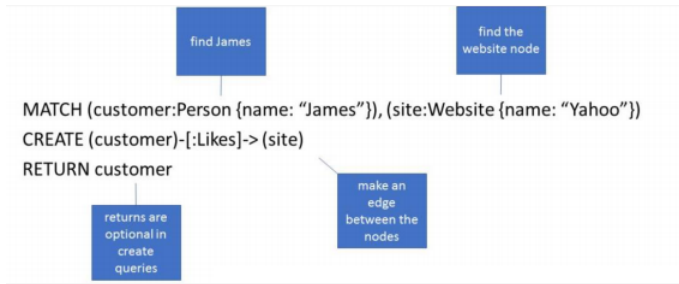 find James
find the
website node
MATCH (customer:Person {name: “James”}), (site:Website {name: “Yahoo”})
CREATE (customer)-[:Likes]-> (site)
RETURN customer
returns are
optional in
create
queries
make an
edge
between the
nodes